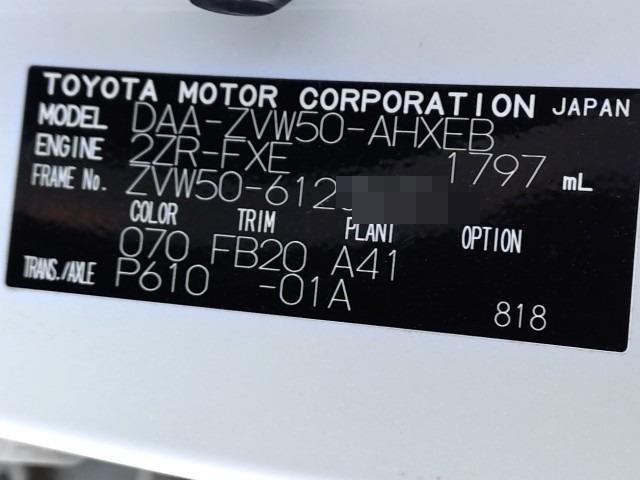 TOYOTA MOTOR CORPORATION JAPAN
MODEL DAA-ZVW50-AHXEB
ENGINE 2ZR-FXE 1797 mL
FRAME No. ZVW50-6125
COLOR TRIM PLANT OPTION
070 FB20 A41
TRANS./AXLE P610 -01A
818